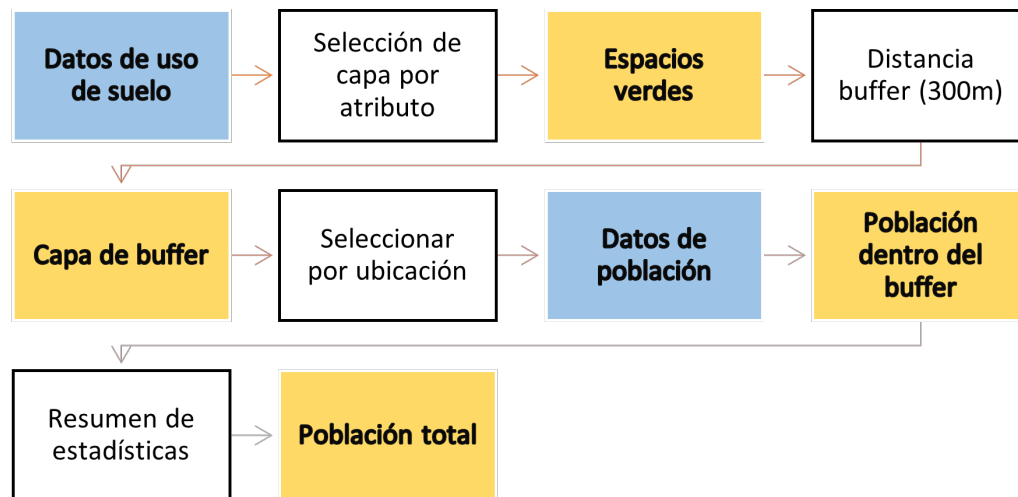 Datos de uso
de suelo
Selección de
capa por
atributo
Espacios
verdes
Distancia
buffer (300m)
Capa de buffer
Seleccionar
por ubicación
Datos de
población
Población
dentro del
buffer
Resumen de
estadísticas
Población total